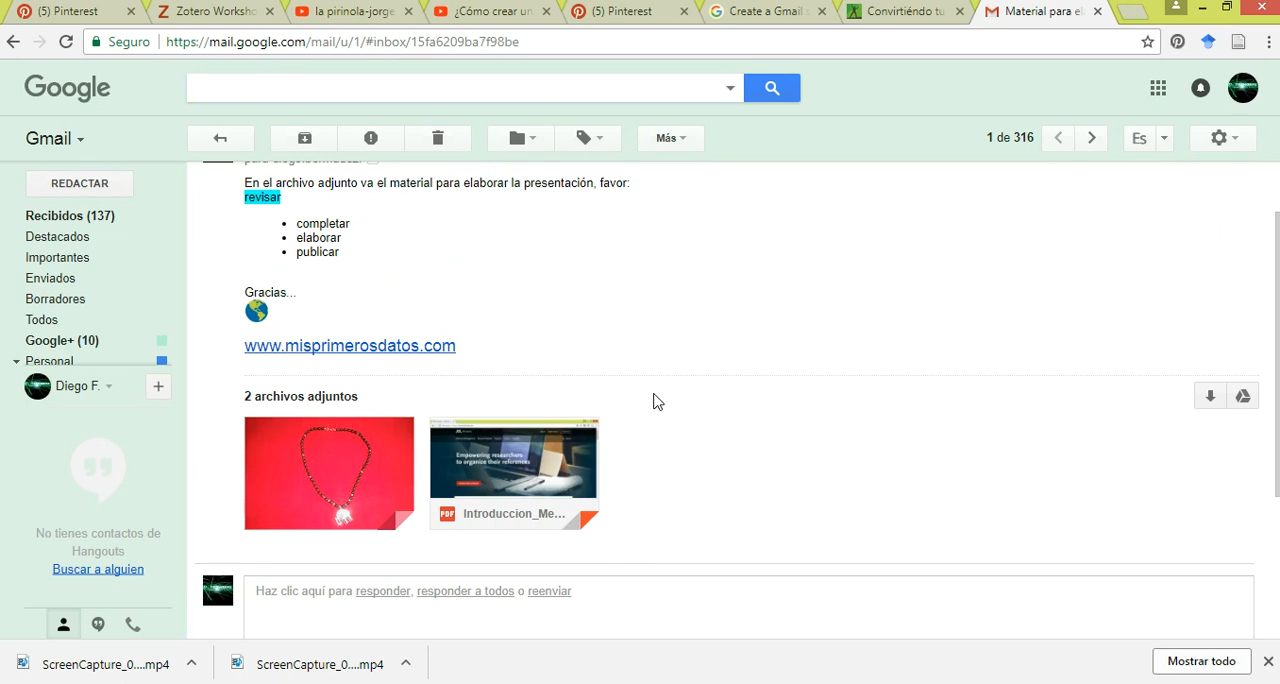 (5) Pinterest
Zotero Worksho
la pirinola-jorge
¿Cómo crear un
(5) Pinterest
Create a Gmail s
Convirtiéndo tu
Material para el
Seguro
https://mail.google.com/mail/u/1/#inbox/15fa6209ba7f98be
Google
Gmail
Más
1 de 316
Es
REDACTAR
Recibidos (137)
Destacados
Importantes
Enviados
Borradores
Todos
Google+ (10)
Personal
Diego F.
No tienes contactos de
Hangouts
Buscar a alguien
En el archivo adjunto va el material para elaborar la presentación, favor:
revisar
• completar
• elaborar
• publicar
Gracias...
www.misprimerosdatos.com
2 archivos adjuntos
Empowering researchers
to organize their references
PDF
Introduccion_Me...
Haz clic aquí para responder, responder a todos o reenviar
ScreenCapture_0....mp4
ScreenCapture_0....mp4
Mostrar todo